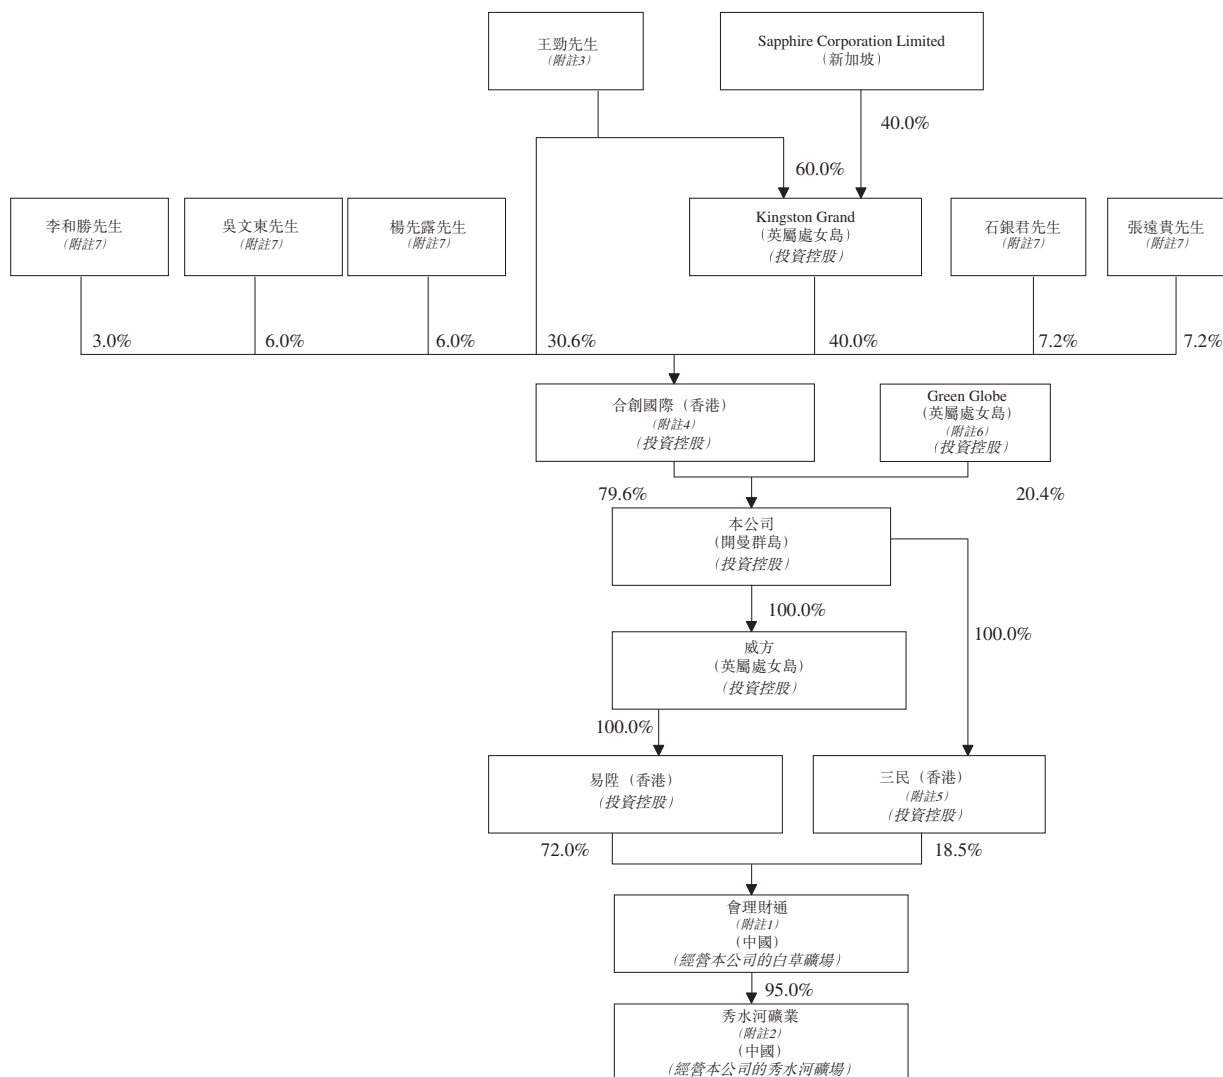 王勁先生
(附註3)
Sapphire Corporation Limited
(新加坡)
40.0%
60.0%
李和勝先生
(附註7)
吳文東先生
(附註7)
楊先露先生
(附註7)
Kingston Grand
(英屬處女島)
(投資控股)
石銀君先生
(附註7)
張遠貴先生
(附註7)
3.0%
6.0%
6.0%
30.6%
40.0%
7.2%
7.2%
合創國際(香港)
(附註4)
(投資控股)
Green Globe
(英屬處女島)
(附註6)
(投資控股)
79.6%
20.4%
本公司
(開曼群島)
(投資控股)
100.0%
100.0%
威方
(英屬處女島)
(投資控股)
100.0%
易陞(香港)
(投資控股)
三民(香港)
(附註5)
(投資控股)
72.0%
18.5%
會理財通
(附註1)
(中國)
(經營本公司的白草礦場)
95.0%
秀水河礦業
(附註2)
(中國)
(經營本公司的秀水河礦場)